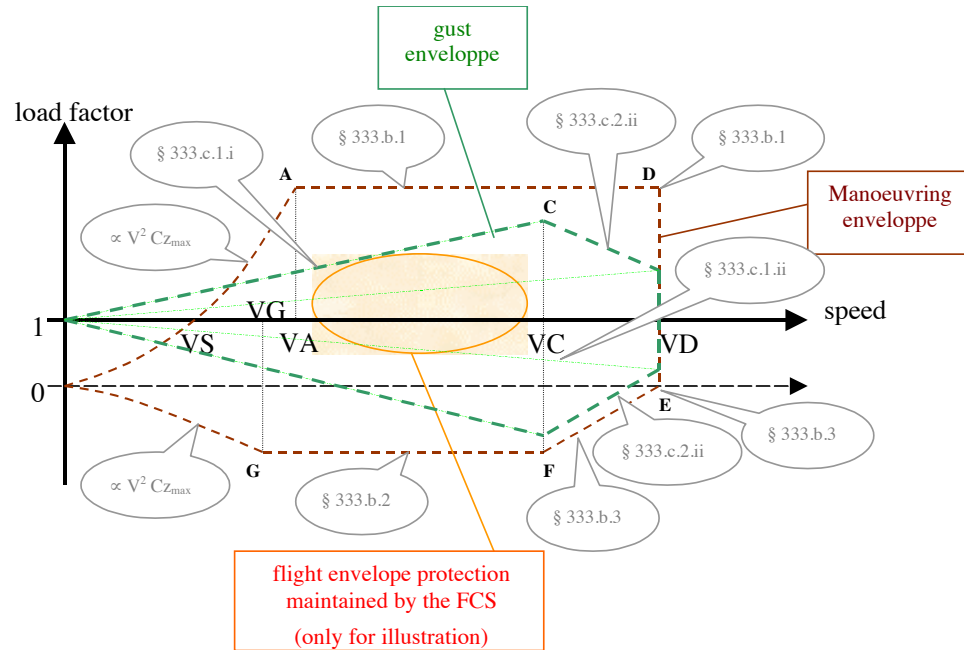 gust
enveloppe
load factor
§ 333.c.2.ii
§ 333.b.1
§ 333.b.1
§ 333.c.1.i
A
D
Manoeuvring
enveloppe
C
∝ V² Cz_max
§ 333.c.1.ii
VG
speed
1
VS
VA
VC
VD
0
E
§ 333.b.3
§ 333.c.2.ii
G
F
∝ V² Cz_max
§ 333.b.2
§ 333.b.3
flight envelope protection
maintained by the FCS
(only for illustration)